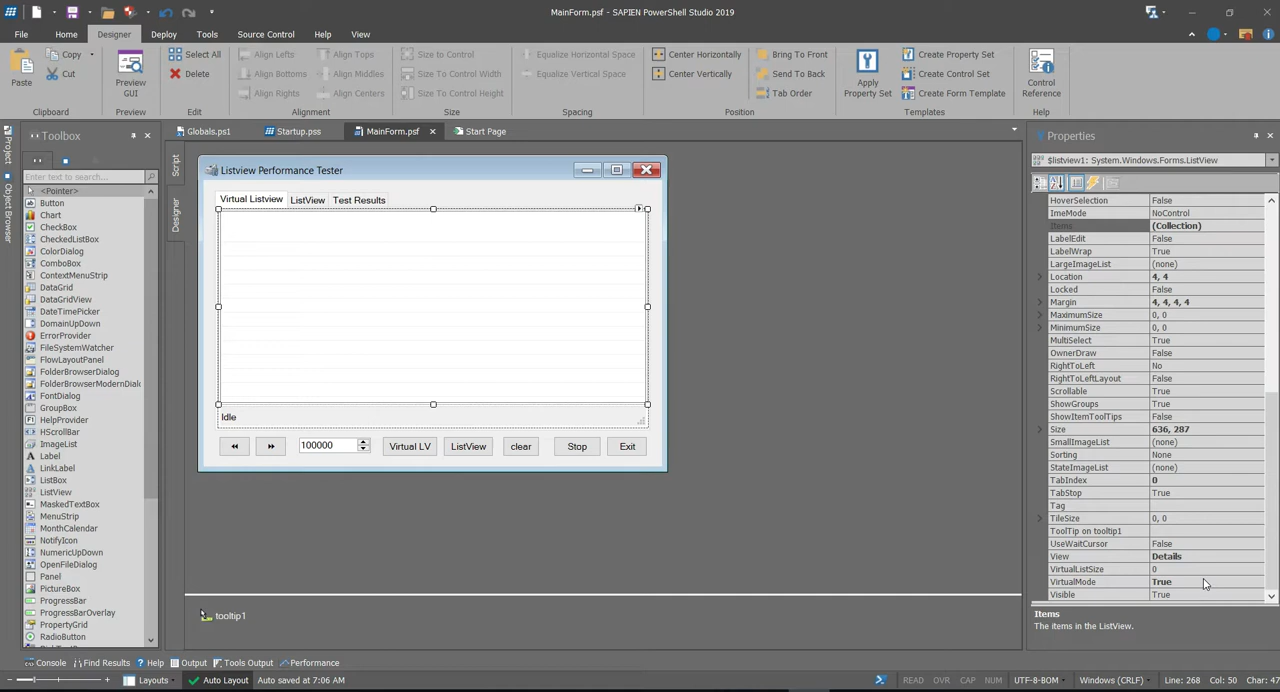 MainForm.psf - SAPIEN PowerShell Studio 2019
File Home Designer Deploy Tools Source Control Help View
Paste
Copy
Cut
Clipboard
Preview GUI
Select All
Delete
Edit
Align Lefts
Align Bottoms
Align Rights
Align Tops
Align Middles
Align Centers
Alignment
Size to Control
Size To Control Width
Size To Control Height
Size
Equalize Horizontal Space
Equalize Vertical Space
Spacing
Center Horizontally
Center Vertically
Bring To Front
Send To Back
Tab Order
Position
Apply Property Set
Create Property Set
Create Control Set
Create Form Template
Templates
Control Reference
Help
Project
Object Browser
Toolbox
Enter text to search...
<Pointer>
Button
Chart
CheckBox
CheckedListBox
ColorDialog
ComboBox
ContextMenuStrip
DataGrid
DataGridView
DateTimePicker
DomainUpDown
ErrorProvider
FileSystemWatcher
FlowLayoutPanel
FolderBrowserDialog
FolderBrowserModernDialo
FontDialog
GroupBox
HelpProvider
HScrollBar
ImageList
Label
LinkLabel
ListBox
ListView
MaskedTextBox
MenuStrip
MonthCalendar
NotifyIcon
NumericUpDown
OpenFileDialog
Panel
PictureBox
ProgressBar
ProgressBarOverlay
PropertyGrid
RadioButton
Globals.ps1 Startup.pss MainForm.psf Start Page
Script
Designer
Listview Performance Tester
Virtual Listview ListView Test Results
Idle
100000 Virtual LV ListView clear Stop Exit
tooltip1
Properties
$listview1: System.Windows.Forms.ListView
HoverSelection False
ImeMode NoControl
Items (Collection)
LabelEdit False
LabelWrap True
LargeImageList (none)
Location 4, 4
Locked False
Margin 4, 4, 4, 4
MaximumSize 0, 0
MinimumSize 0, 0
MultiSelect True
OwnerDraw False
RightToLeft No
RightToLeftLayout False
Scrollable True
ShowGroups True
ShowItemToolTips False
Size 636, 287
SmallImageList (none)
Sorting None
StateImageList (none)
TabIndex 0
TabStop True
Tag
TileSize 0, 0
ToolTip on tooltip1
UseWaitCursor False
View Details
VirtualListSize 0
VirtualMode True
Visible True
Items
The items in the ListView.
Console Find Results Help Output Tools Output Performance
Layouts Auto Layout Auto saved at 7:06 AM READ OVR CAP NUM UTF-8-BOM Windows (CRLF) Line: 268 Col: 50 Char: 47